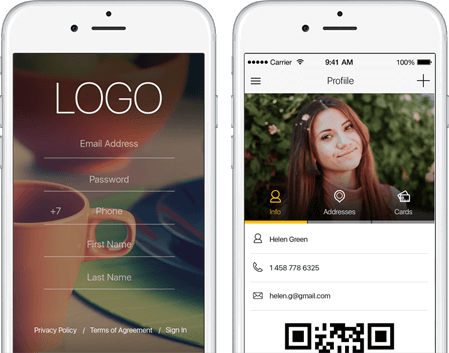 LOGO
Email Address
Password
+7 Phone
First Name
Last Name
Privacy Policy / Terms of Agreement / Sign In
Carrier 9:41 AM 100%
Profiile
Info Addresses Cards
Helen Green
1 458 778 6325
helen.g@gmail.com